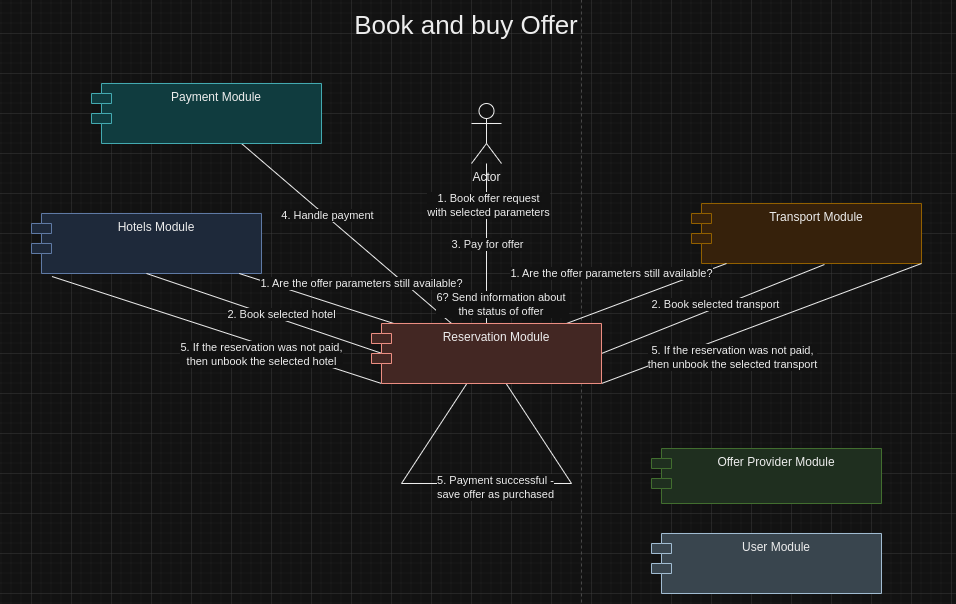 Book and buy Offer
Payment Module
Actor
1. Book offer request
with selected parameters
4. Handle payment
Hotels Module
Transport Module
3. Pay for offer
1. Are the offer parameters still available?
1. Are the offer parameters still available?
6? Send information about
the status of offer
2. Book selected hotel
2. Book selected transport
Reservation Module
5. If the reservation was not paid,
then unbook the selected hotel
5. If the reservation was not paid,
then unbook the selected transport
Offer Provider Module
5. Payment successful -
save offer as purchased
User Module